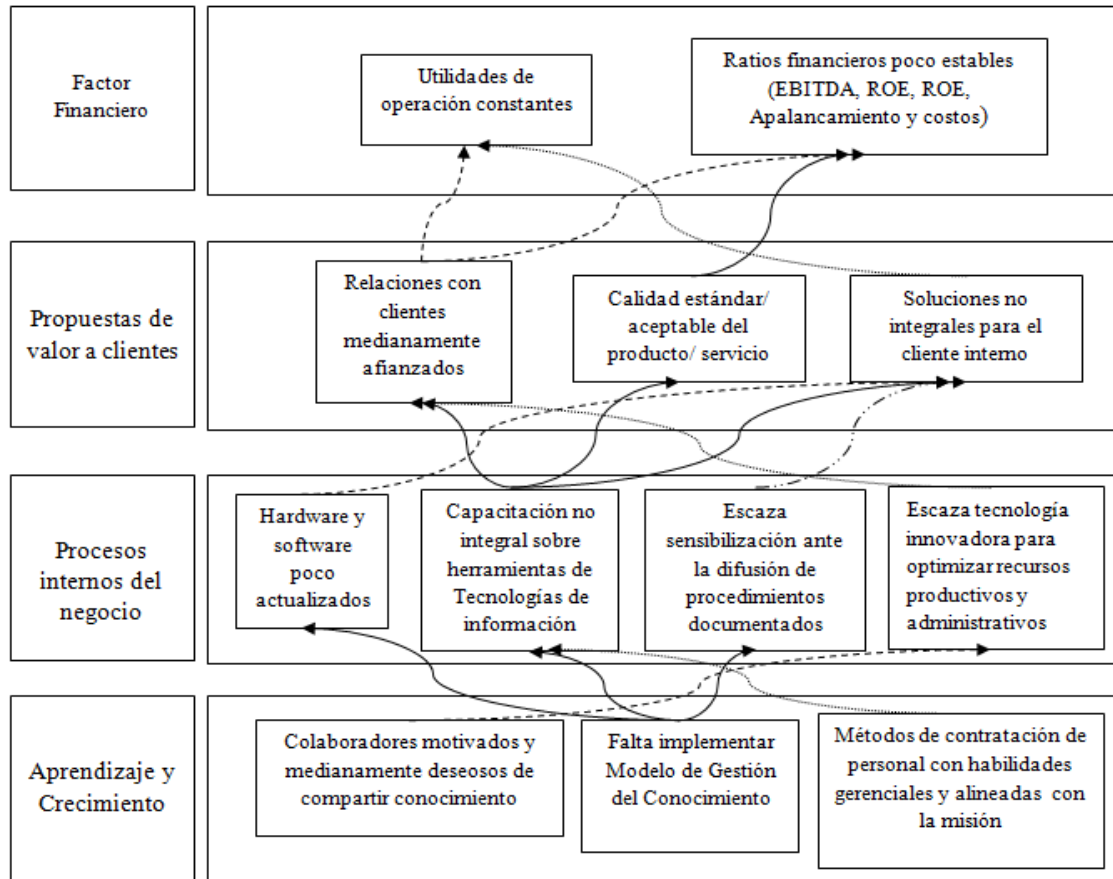 Factor
Financiero
Utilidades de
operación constantes
Ratios financieros poco estables
(EBITDA, ROE, ROE,
Apalancamiento y costos)
Propuestas de
valor a clientes
Relaciones con
clientes
medianamente
afianzados
Calidad estándar/
aceptable del
producto/ servicio
Soluciones no
integrales para el
cliente interno
Procesos
internos del
negocio
Hardware y
software
poco
actualizados
Capacitación no
integral sobre
herramientas de
Tecnologías de
información
Escaza
sensibilización ante
la difusión de
procedimientos
documentados
Escaza tecnología
innovadora para
optimizar recursos
productivos y
administrativos
Aprendizaje y
Crecimiento
Colaboradores motivados y
medianamente deseosos de
compartir conocimiento
Falta implementar
Modelo de Gestión
del Conocimiento
Métodos de contratación de
personal con habilidades
gerenciales y alineadas con
la misión